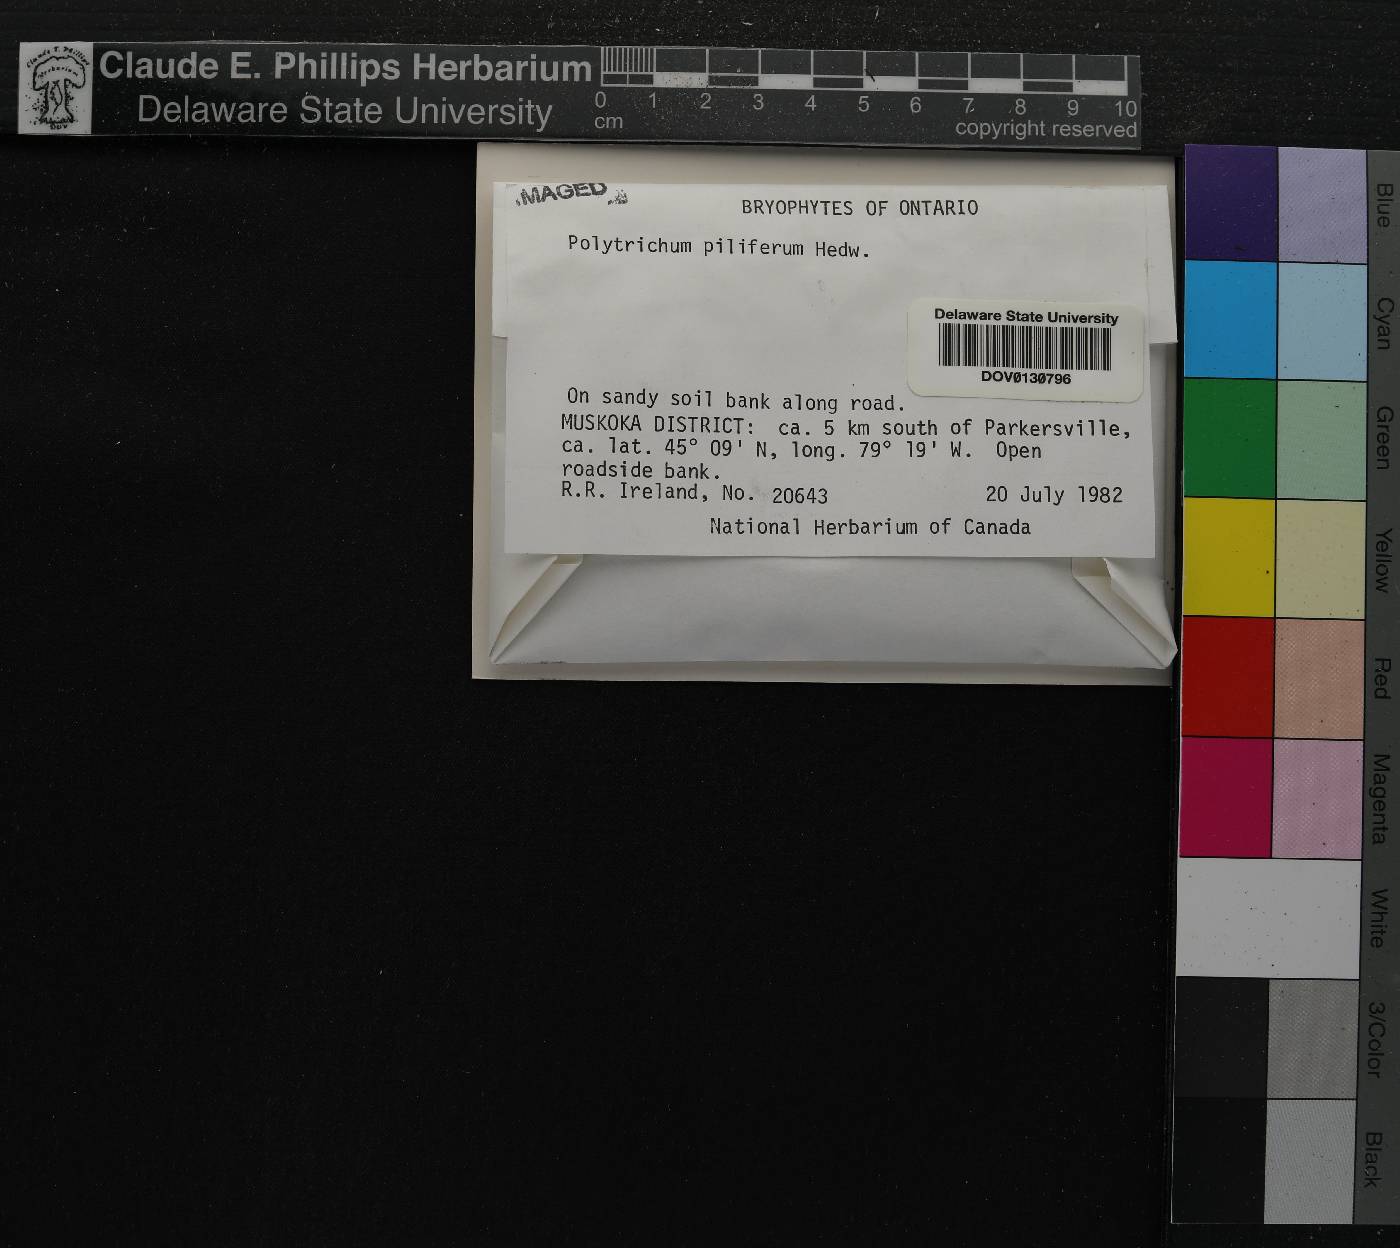 Claude E. Phillips Herbarium
Delaware State University
0 1 2 3 4 5 6 7 8 9 10
cm
copyright reserved
BRYOPHYTES OF ONTARIO
Polytrichum piliferum Hedw.
Delaware State University
DOV0130796
On sandy soil bank along road.
MUSKOKA DISTRICT: ca. 5 km south of Parkersville,
ca. lat. 45° 09' N, long. 79° 19' W. Open
roadside bank.
R.R. Ireland, No. 20643 20 July 1982
National Herbarium of Canada
Blue
Cyan
Green
Yellow
Red
Magenta
White
3/Color
Black